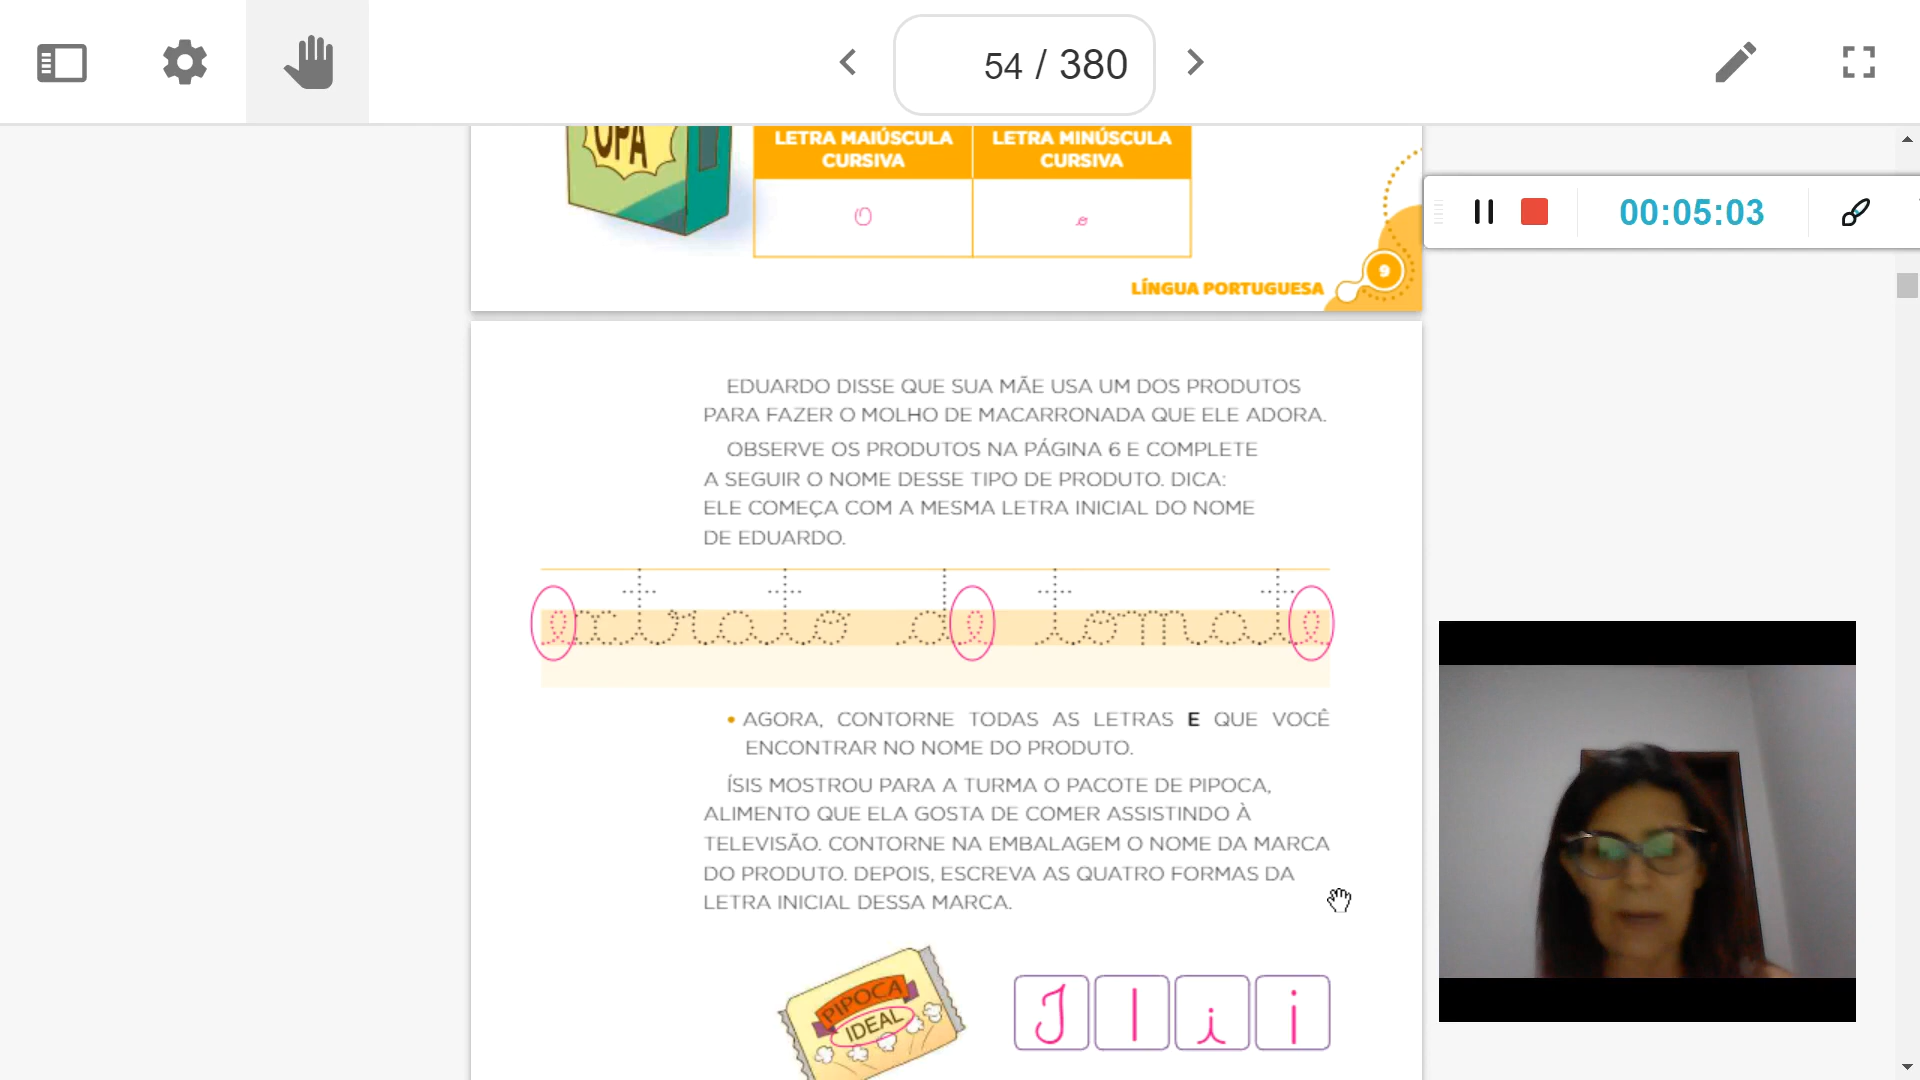 54 / 380
OPA
LETRA MAIÚSCULA
CURSIVA
LETRA MINÚSCULA
CURSIVA
O
o
00:05:03
9
LÍNGUA PORTUGUESA
EDUARDO DISSE QUE SUA MÃE USA UM DOS PRODUTOS
PARA FAZER O MOLHO DE MACARRONADA QUE ELE ADORA.
OBSERVE OS PRODUTOS NA PÁGINA 6 E COMPLETE
A SEGUIR O NOME DESSE TIPO DE PRODUTO. DICA:
ELE COMEÇA COM A MESMA LETRA INICIAL DO NOME
DE EDUARDO.
extrato de tomate
• AGORA, CONTORNE TODAS AS LETRAS E QUE VOCÊ
ENCONTRAR NO NOME DO PRODUTO.
ÍSIS MOSTROU PARA A TURMA O PACOTE DE PIPOCA,
ALIMENTO QUE ELA GOSTA DE COMER ASSISTINDO À
TELEVISÃO. CONTORNE NA EMBALAGEM O NOME DA MARCA
DO PRODUTO. DEPOIS, ESCREVA AS QUATRO FORMAS DA
LETRA INICIAL DESSA MARCA.
PIPOCA
IDEAL
I I i i